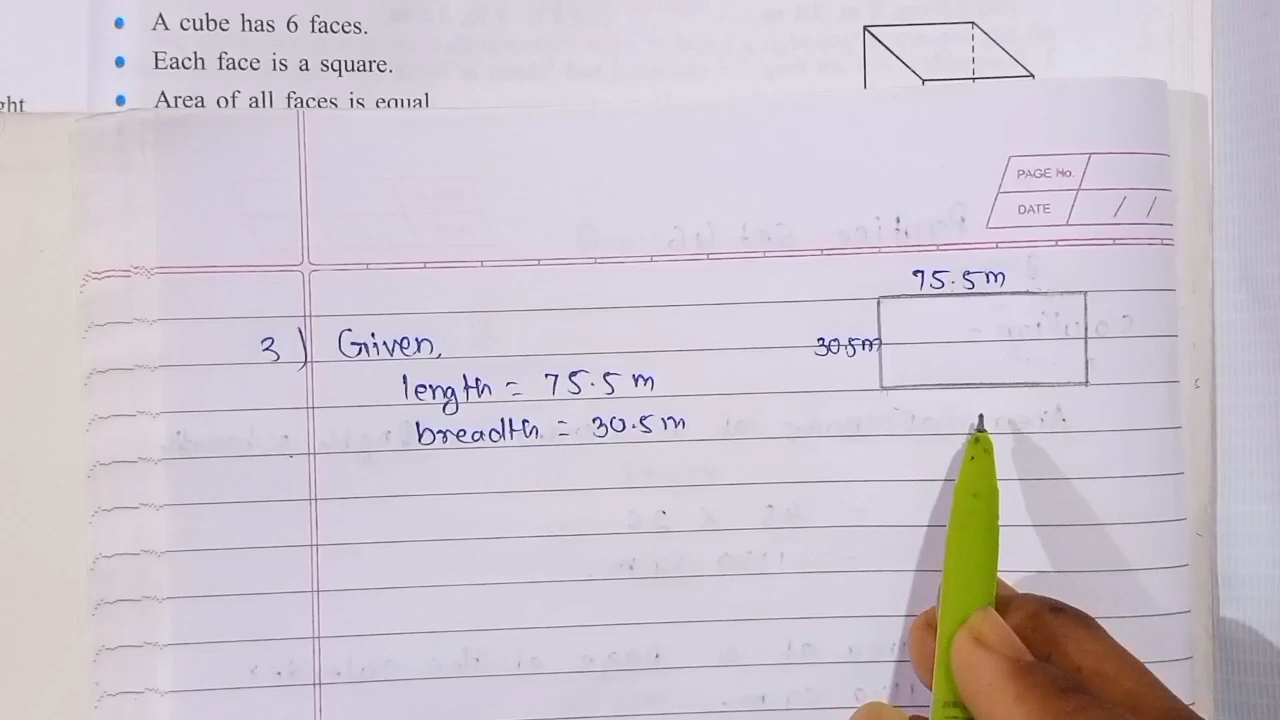 A cube has 6 faces.
Each face is a square.
ght
Area of all faces is equal
PAGE No.
DATE / /
75.5m
3) Given,
30.5m
length = 75.5 m
breadth = 30.5 m